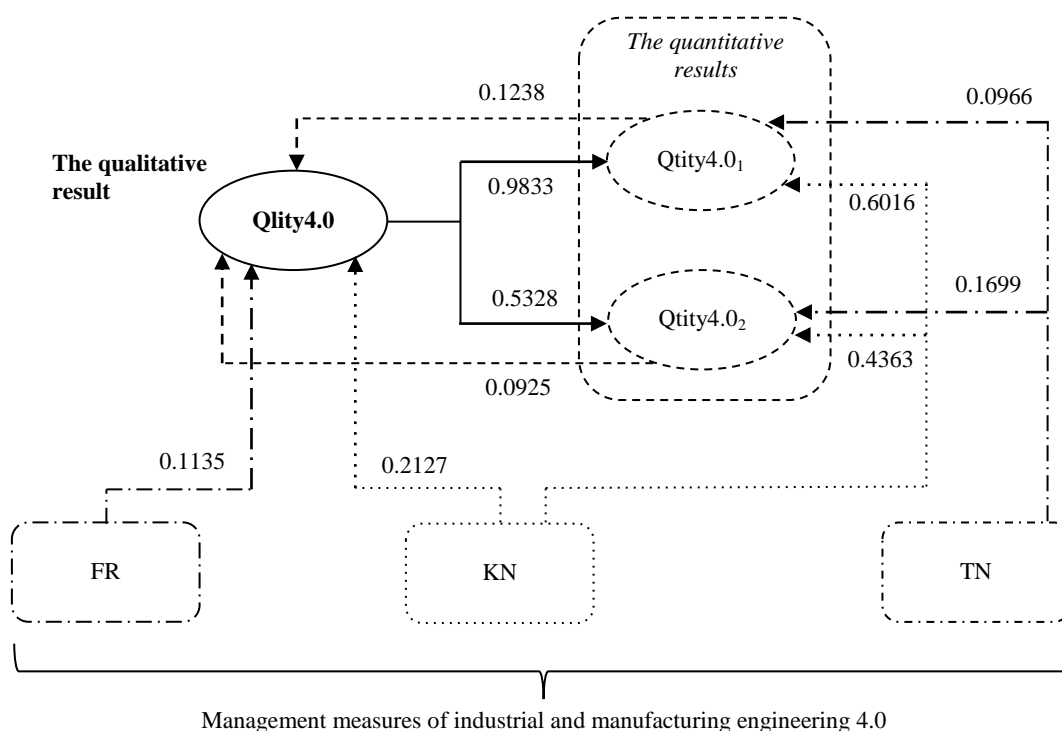 The quantitative
results
0.1238
0.0966
The qualitative
result
Qtity4.0₁
0.9833
0.6016
Qlity4.0
0.5328
Qtity4.0₂
0.1699
0.0925
0.4363
0.1135
0.2127
FR
KN
TN
Management measures of industrial and manufacturing engineering 4.0